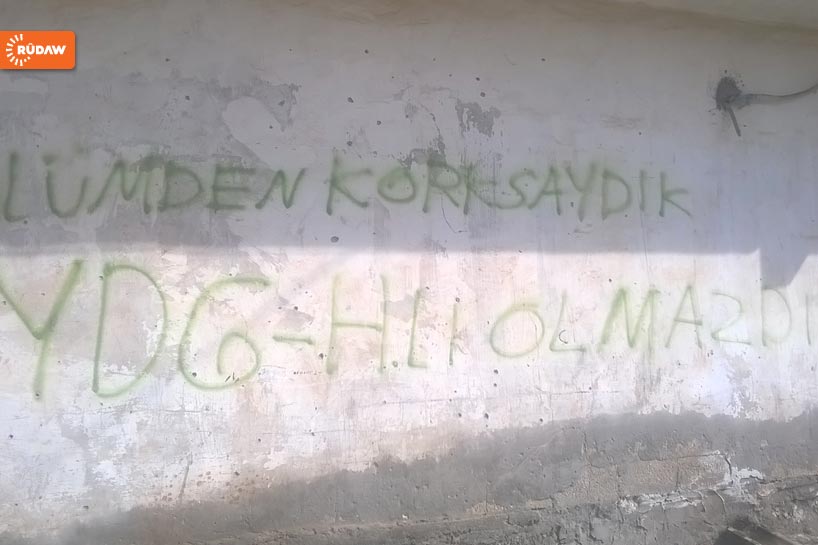 RÛDAW
LÜMDEN KORKSAYDIK
YDG-HLI OLMAZDI